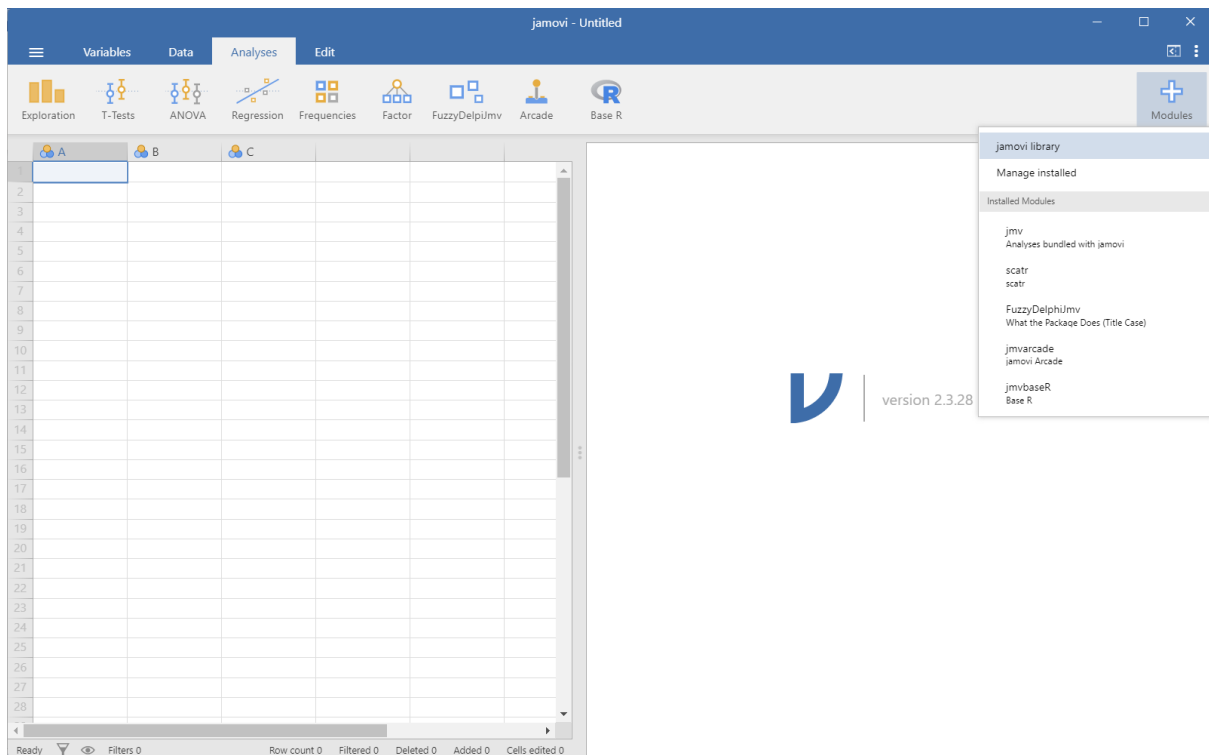 jamovi - Untitled
Variables Data Analyses Edit
Exploration T-Tests ANOVA Regression Frequencies Factor FuzzyDelpiJmv Arcade Base R Modules
A B C
jamovi library
Manage installed
Installed Modules
jmv
Analyses bundled with jamovi
scatr
scatr
FuzzyDelphiJmv
What the Package Does (Title Case)
jmvarcade
jamovi Arcade
jmvbaseR
Base R
version 2.3.28
1
2
3
4
5
6
7
8
9
10
11
12
13
14
15
16
17
18
19
20
21
22
23
24
25
26
27
28
Ready Filters 0 Row count 0 Filtered 0 Deleted 0 Added 0 Cells edited 0